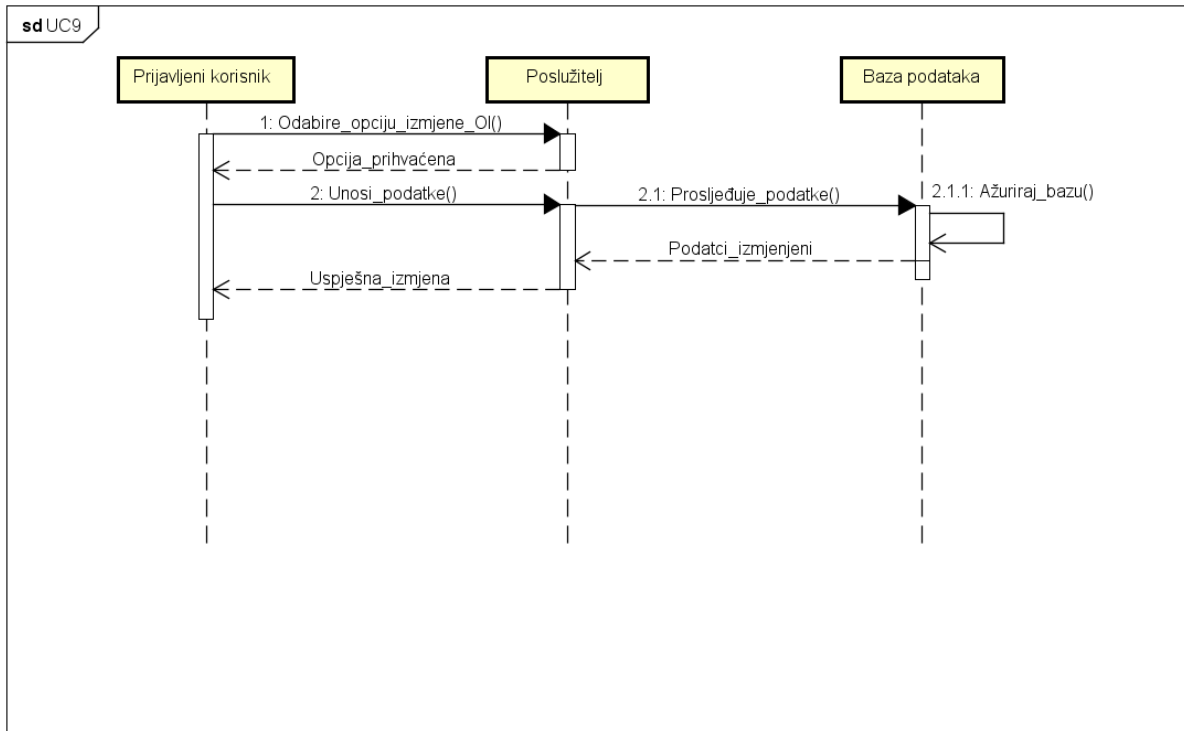 sd UC9
Prijavljeni korisnik
Poslužitelj
Baza podataka
1: Odabire_opciju_izmjene_OI()
Opcija_prihvaćena
2: Unosi_podatke()
2.1: Prosljeđuje_podatke()
2.1.1: Ažuriraj_bazu()
Podatci_izmjenjeni
Uspješna_izmjena